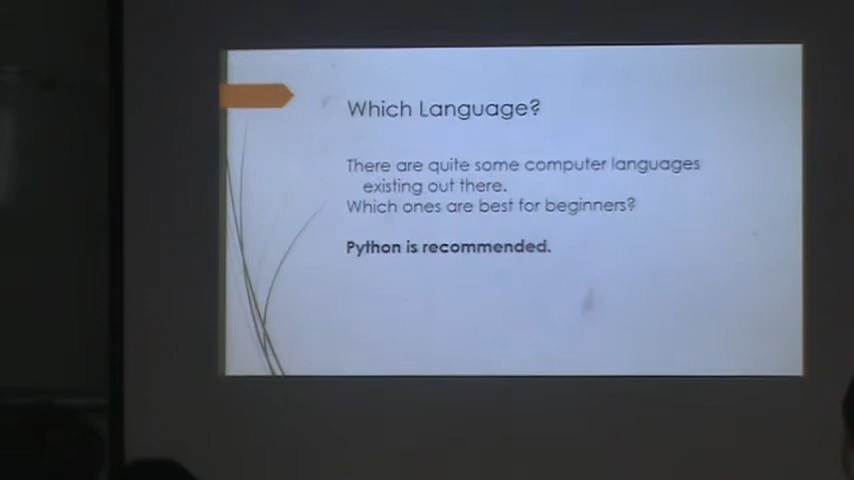 Which Language?
There are quite some computer languages
existing out there.
Which ones are best for beginners?
Python is recommended.